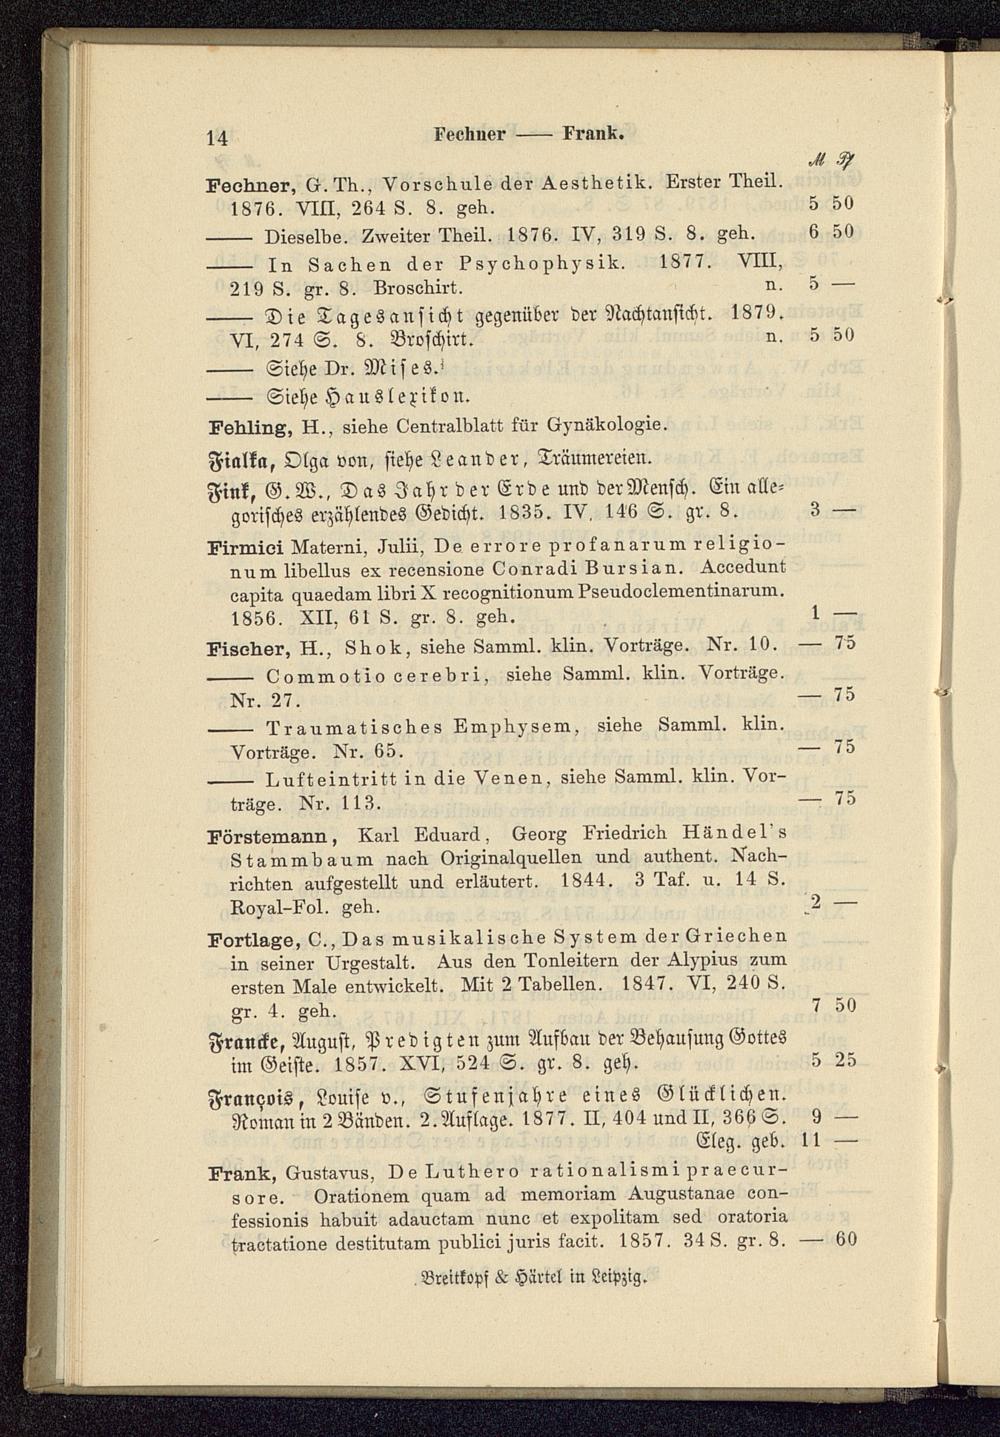 14
Fechner —— Frank.
ℳ ₰
Fechner, G. Th., Vorschule der Aesthetik. Erster Theil.
1876. VIII, 264 S. 8. geh. 5 50
—— Dieselbe. Zweiter Theil. 1876. IV, 319 S. 8. geh. 6 50
—— In Sachen der Psychophysik. 1877. VIII,
219 S. gr. 8. Broschirt. n. 5 —
—— Die Tagesansicht gegenüber der Nachtansicht. 1879.
VI, 274 S. 8. Broschirt. n. 5 50
—— Siehe Dr. Mises.
—— Siehe Hauslexikon.
Fehling, H., siehe Centralblatt für Gynäkologie.
Fialka, Olga von, siehe Leander, Träumereien.
Fink, G. W., Das Jahr der Erde und der Mensch. Ein alle-
gorisches erzählendes Gedicht. 1835. IV, 146 S. gr. 8. 3 —
Firmici Materni, Julii, De errore profanarum religio-
num libellus ex recensione Conradi Bursian. Accedunt
capita quaedam libri X recognitionum Pseudoclementinarum.
1856. XII, 61 S. gr. 8. geh. 1 —
Fischer, H., Shok, siehe Samml. klin. Vorträge. Nr. 10. — 75
—— Commotio cerebri, siehe Samml. klin. Vorträge.
Nr. 27. — 75
—— Traumatisches Emphysem, siehe Samml. klin.
Vorträge. Nr. 65. — 75
—— Lufteintritt in die Venen, siehe Samml. klin. Vor-
träge. Nr. 113. — 75
Förstemann, Karl Eduard, Georg Friedrich Händel's
Stammbaum nach Originalquellen und authent. Nach-
richten aufgestellt und erläutert. 1844. 3 Taf. u. 14 S.
Royal-Fol. geh. 2 —
Fortlage, C., Das musikalische System der Griechen
in seiner Urgestalt. Aus den Tonleitern der Alypius zum
ersten Male entwickelt. Mit 2 Tabellen. 1847. VI, 240 S.
gr. 4. geh. 7 50
Francke, August, Predigten zum Aufbau der Behausung Gottes
im Geiste. 1857. XVI, 524 S. gr. 8. geh. 5 25
François, Louise v., Stufenjahre eines Glücklichen.
Roman in 2 Bänden. 2. Auflage. 1877. II, 404 und II, 366 S. 9 —
Eleg. geb. 11 —
Frank, Gustavus, De Luthero rationalismi praecur-
sore. Orationem quam ad memoriam Augustanae con-
fessionis habuit adauctam nunc et expolitam sed oratoria
tractatione destitutam publici juris facit. 1857. 34 S. gr. 8. — 60
Breitkopf & Härtel in Leipzig.